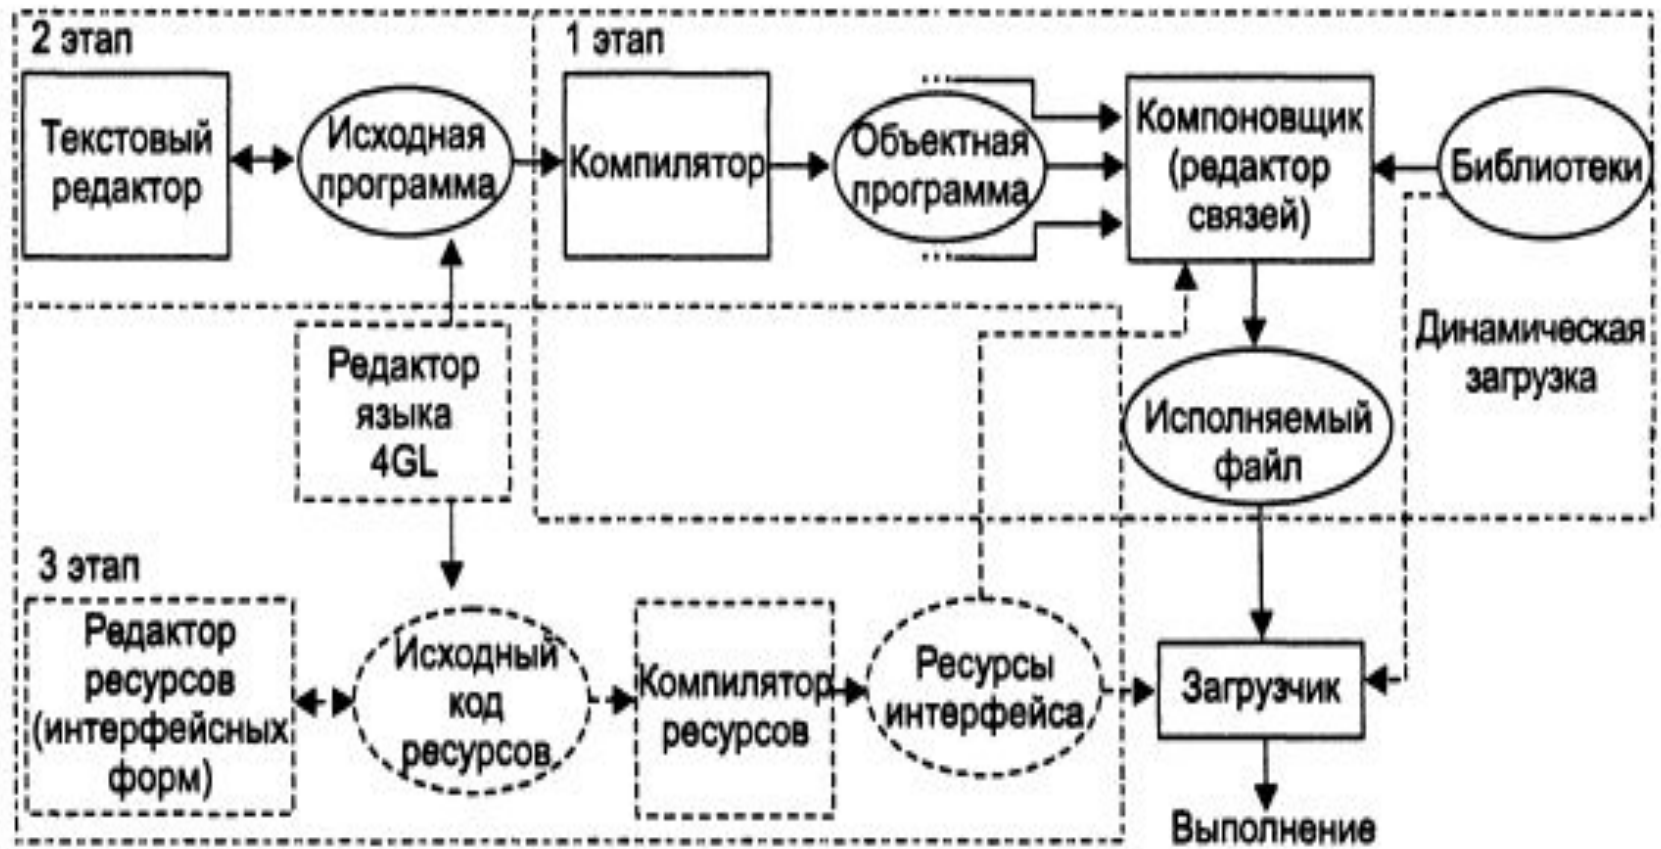 2 этап
1 этап
Текстовый
редактор
Исходная
программа
Компилятор
Объектная
программа
Компоновщик
(редактор
связей)
Библиотеки
Динамическая
загрузка
Редактор
языка
4GL
Исполняемый
файл
3 этап
Редактор
ресурсов
(интерфейсных
форм)
Исходный
код
ресурсов
Компилятор
ресурсов
Ресурсы
интерфейса
Загрузчик
Выполнение